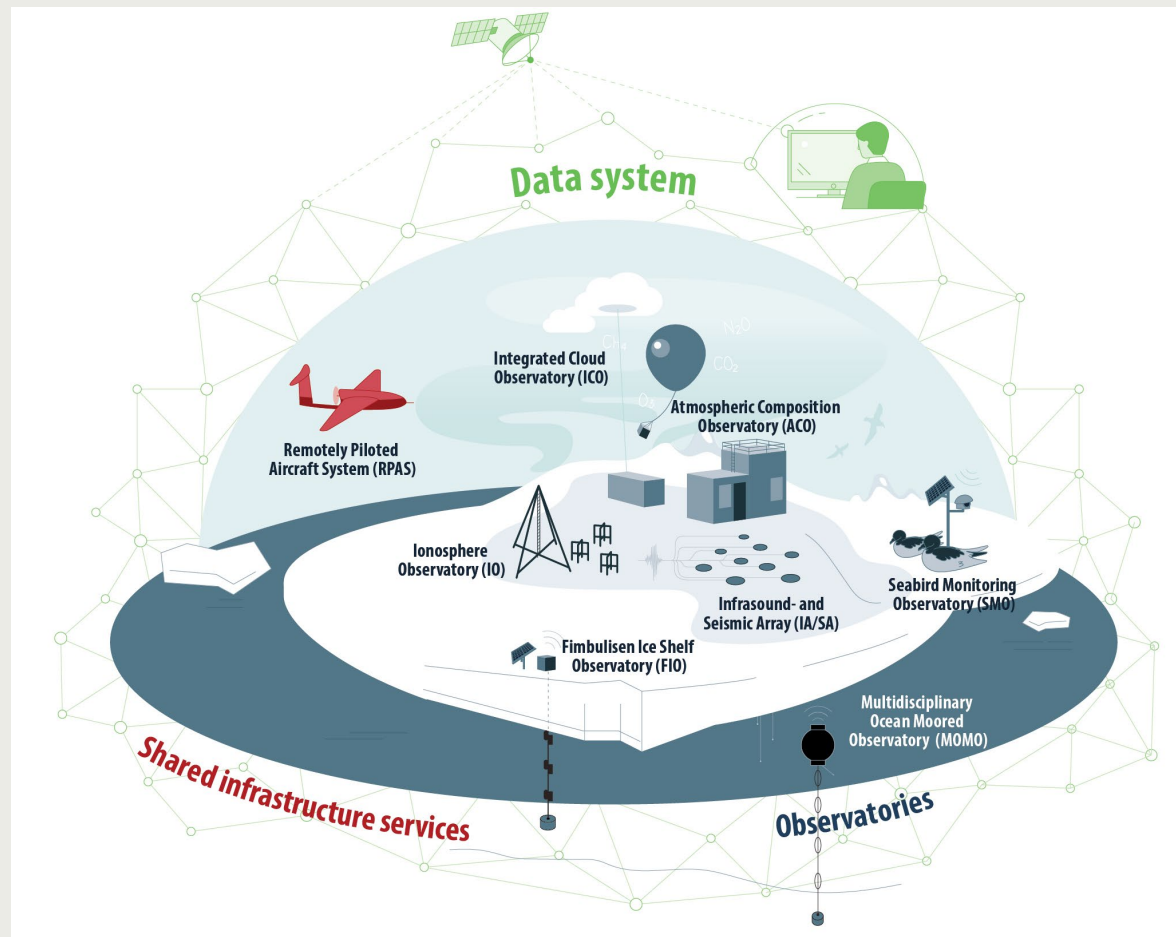 Data system
N₂O
CH₄
Integrated Cloud
Observatory (ICO)
CO₂
O₃
Atmospheric Composition
Observatory (ACO)
Remotely Piloted
Aircraft System (RPAS)
Ionosphere
Observatory (IO)
Seabird Monitoring
Observatory (SMO)
Infrasound- and
Seismic Array (IA/SA)
Fimbulisen Ice Shelf
Observatory (FIO)
Multidisciplinary
Ocean Moored
Observatory (MOMO)
Shared infrastructure services
Observatories